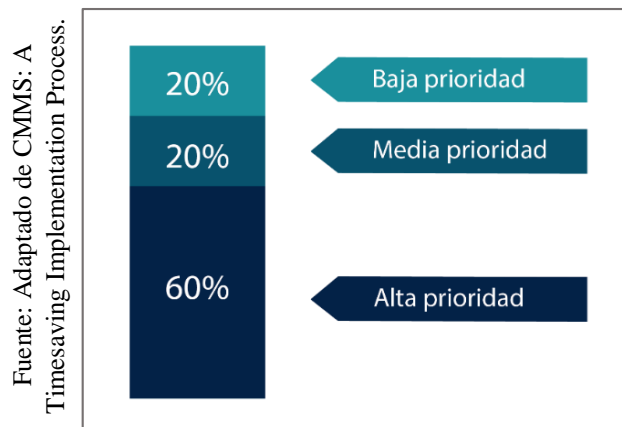 Fuente: Adaptado de CMMS: A
Timesaving Implementation Process.
20%
Baja prioridad
20%
Media prioridad
60%
Alta prioridad